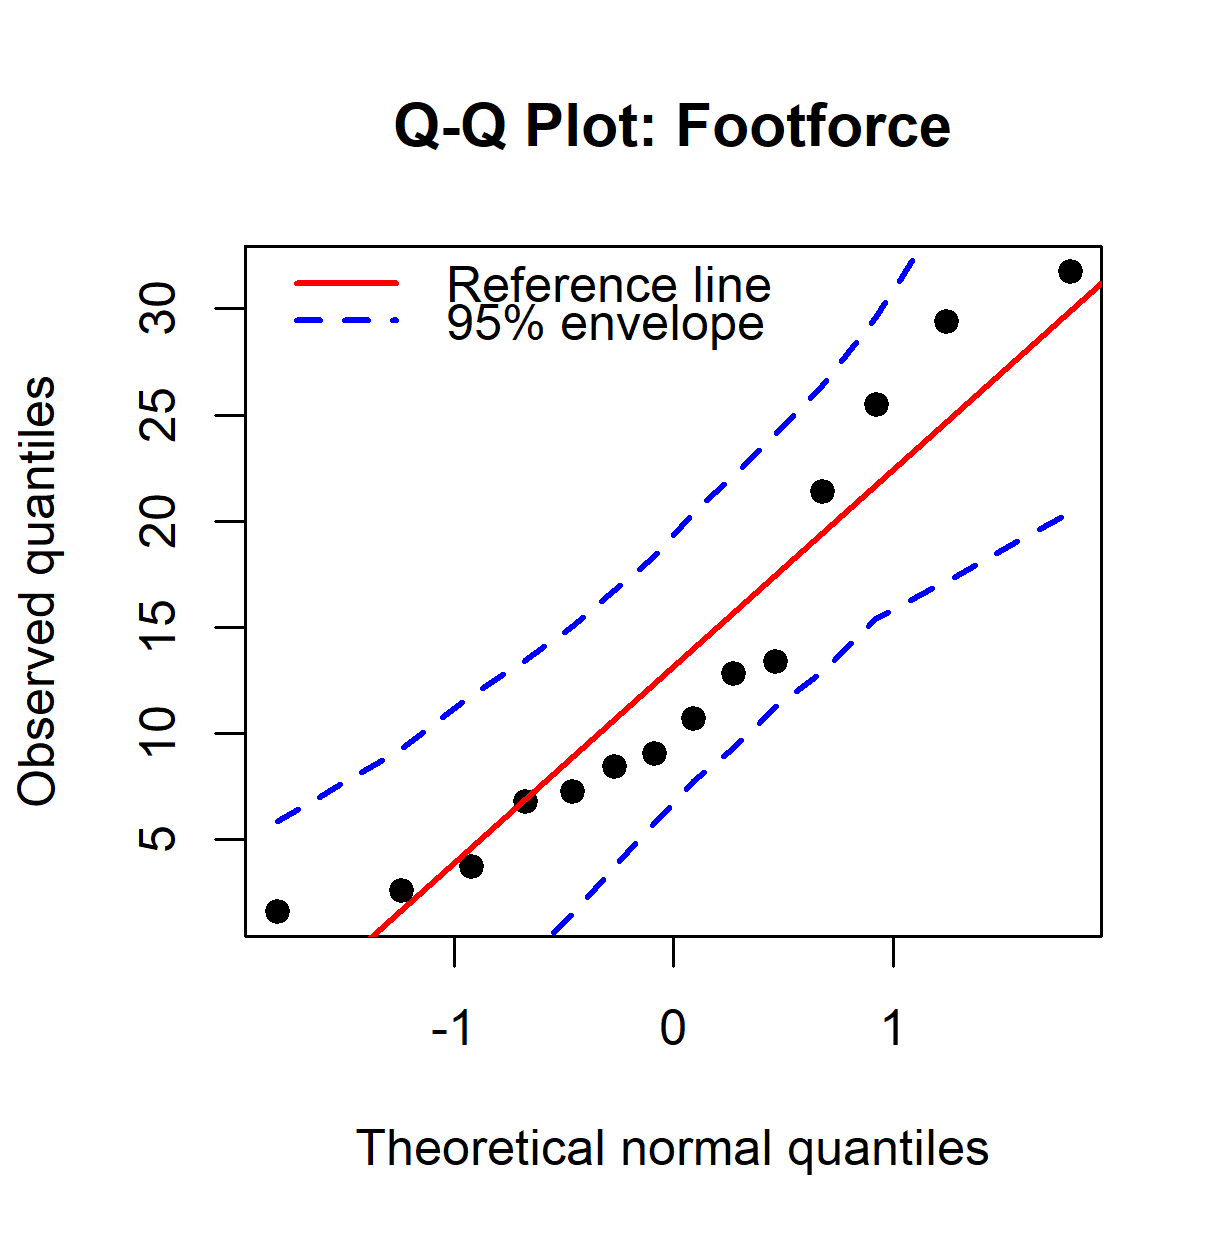 Q-Q Plot: Footforce
Reference line
95% envelope
30
25
20
15
10
5
Observed quantiles
-1 0 1
Theoretical normal quantiles